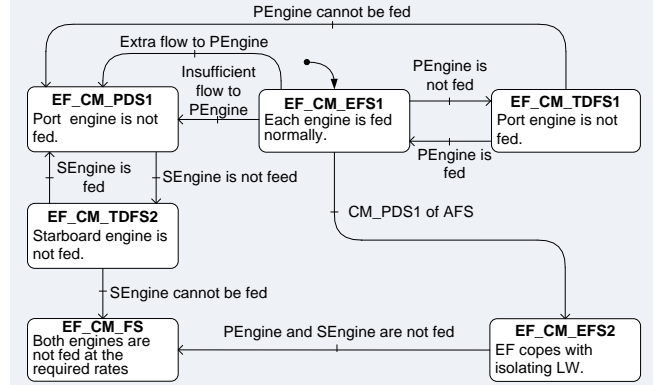 PEngine cannot be fed
Extra flow to PEngine
Insufficient
flow to
PEngine
PEngine is
not fed
EF_CM_PDS1
Port engine is not
fed.
EF_CM_EFS1
Each engine is fed
normally.
EF_CM_TDFS1
Port engine is not
fed.
PEngine is
fed
SEngine is
fed
SEngine is not feed
EF_CM_TDFS2
Starboard engine is
not fed.
CM_PDS1 of AFS
SEngine cannot be fed
EF_CM_FS
Both engines are
not fed at the
required rates
PEngine and SEngine are not fed
EF_CM_EFS2
EF copes with
isolating LW.